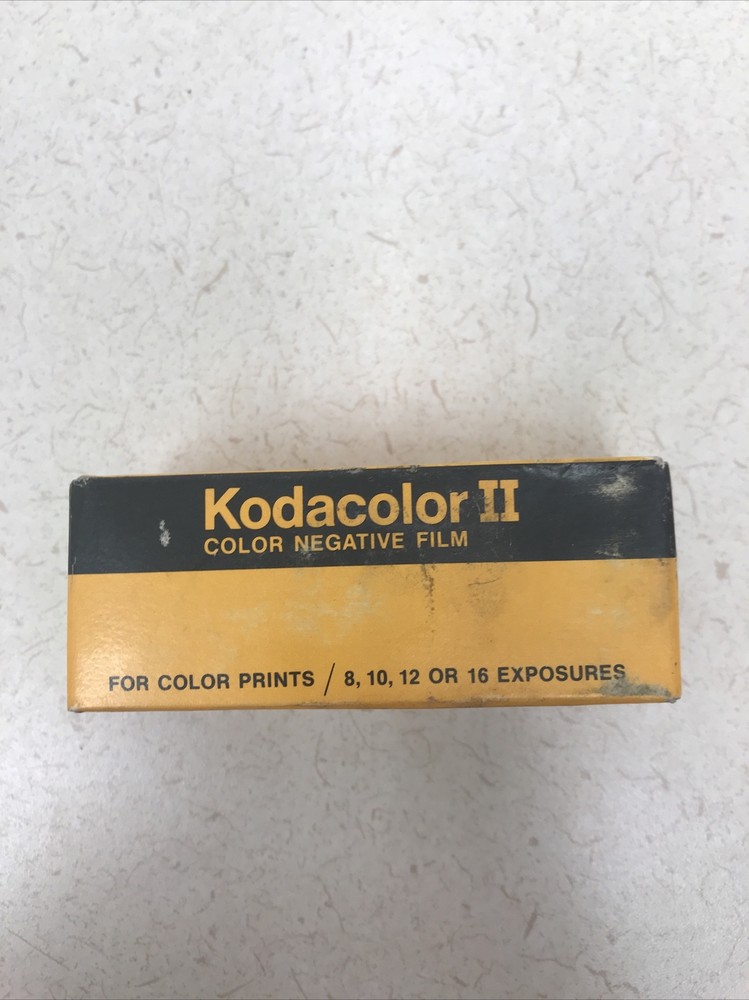 Kodacolor II
COLOR NEGATIVE FILM
FOR COLOR PRINTS / 8, 10, 12 OR 16 EXPOSURES